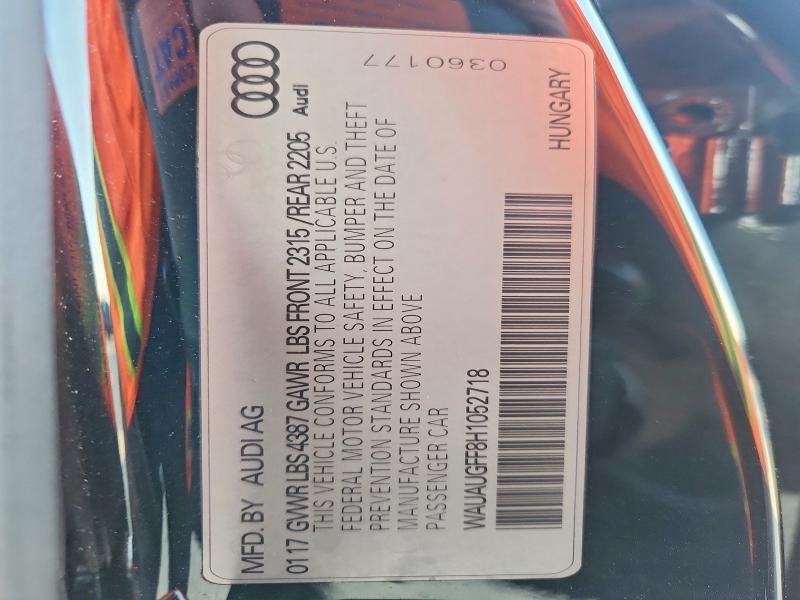 MFD. BY AUDI AG
0117 GVWR LBS 4387 GAWR LBS FRONT 2315 /REAR 2205 Audi
THIS VEHICLE CONFORMS TO ALL APPLICABLE U.S.
FEDERAL MOTOR VEHICLE SAFETY, BUMPER AND THEFT
PREVENTION STANDARDS IN EFFECT ON THE DATE OF
MANUFACTURE SHOWN ABOVE
PASSENGER CAR
WAUAUGFF8H1052718
HUNGARY
0360177
CAT